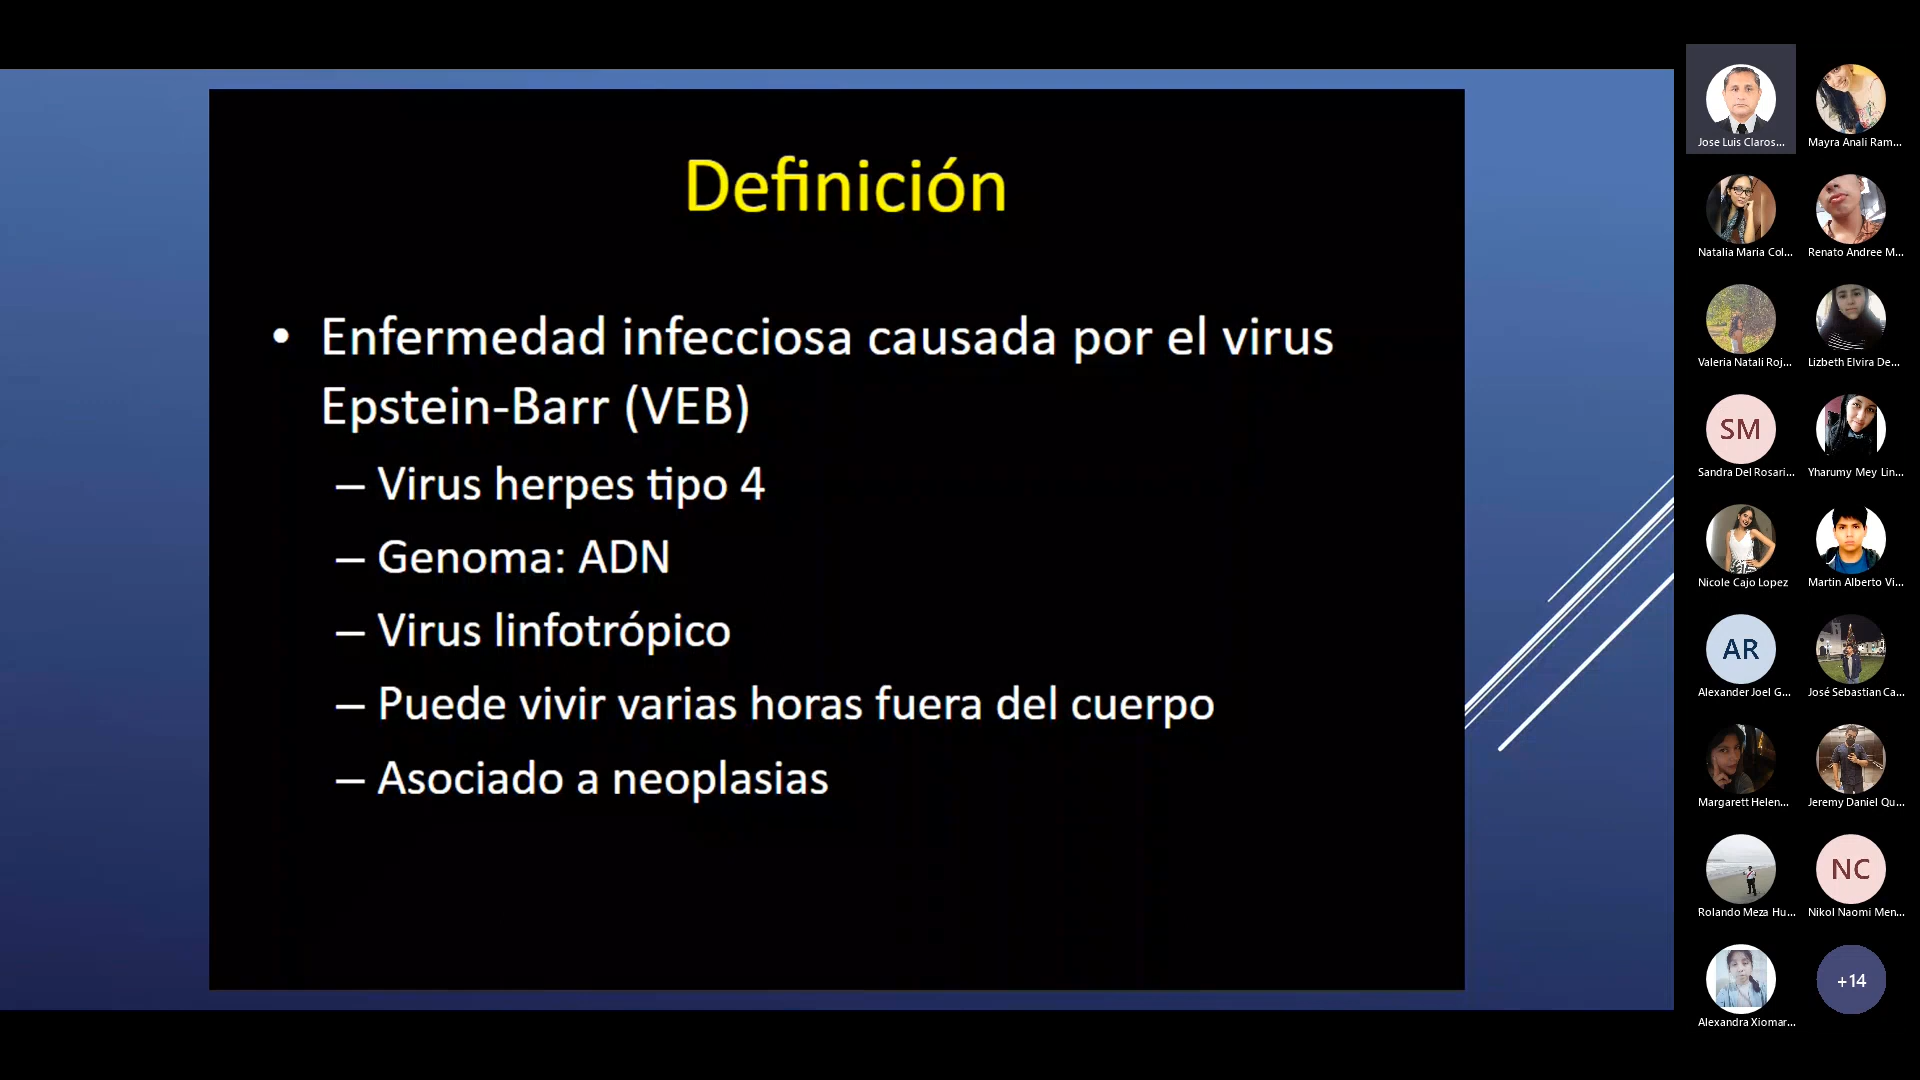 Definición
• Enfermedad infecciosa causada por el virus
Epstein-Barr (VEB)
– Virus herpes tipo 4
– Genoma: ADN
– Virus linfotrópico
– Puede vivir varias horas fuera del cuerpo
– Asociado a neoplasias
Jose Luis Claros...
Mayra Anali Ram...
Natalia Maria Col...
Renato Andree M...
Valeria Natali Roj...
Lizbeth Elvira De...
SM
Sandra Del Rosari...
Yharumy Mey Lin...
Nicole Cajo Lopez
Martin Alberto Vi...
AR
Alexander Joel G...
José Sebastian Ca...
Margarett Helen...
Jeremy Daniel Qu...
Rolando Meza Hu...
NC
Nikol Naomi Men...
Alexandra Xiomar...
+14